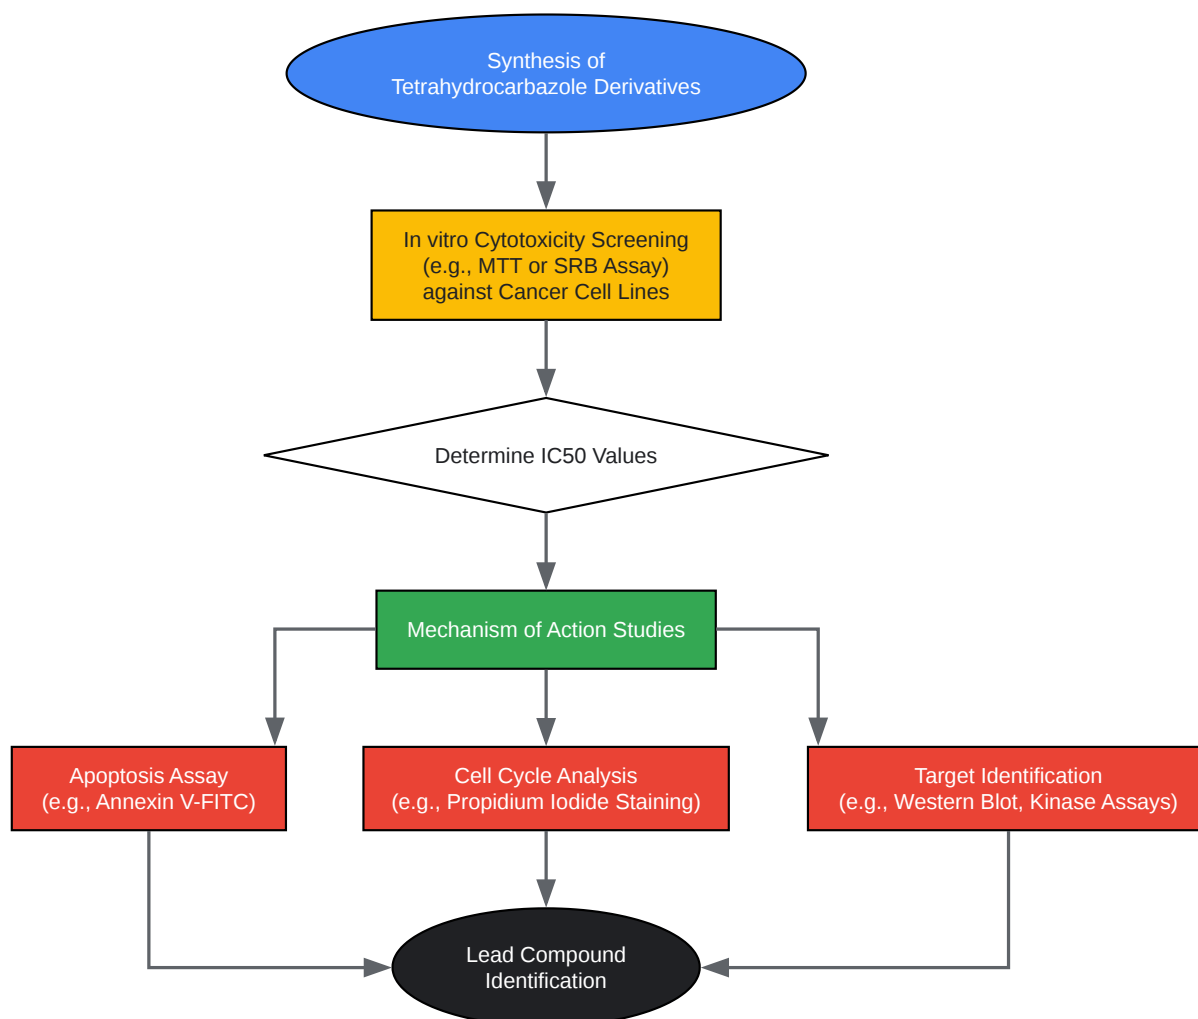 Synthesis of
Tetrahydrocarbazole Derivatives
In vitro Cytotoxicity Screening
(e.g., MTT or SRB Assay)
against Cancer Cell Lines
Determine IC50 Values
Mechanism of Action Studies
Apoptosis Assay
(e.g., Annexin V-FITC)
Cell Cycle Analysis
(e.g., Propidium Iodide Staining)
Target Identification
(e.g., Western Blot, Kinase Assays)
Lead Compound
Identification